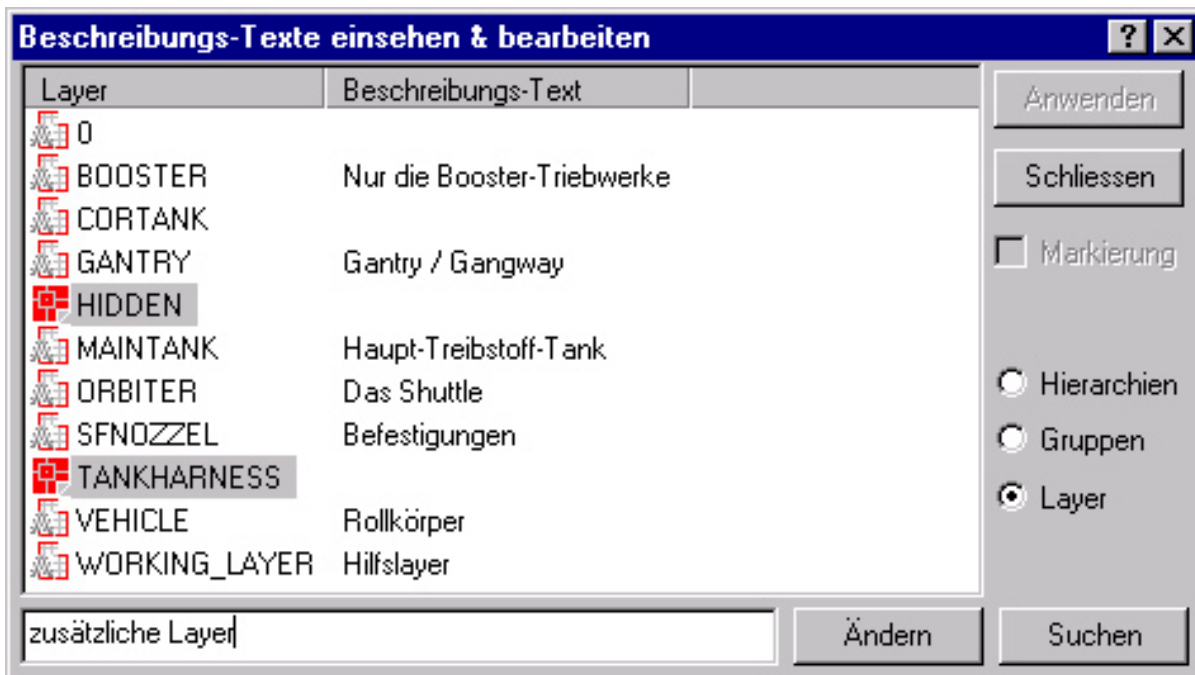 Beschreibungs-Texte einsehen & bearbeiten ?
Layer Beschreibungs-Text
0
BOOSTER Nur die Booster-Triebwerke
CORTANK
GANTRY Gantry / Gangway
HIDDEN
MAINTANK Haupt-Treibstoff-Tank
ORBITER Das Shuttle
SFNOZZEL Befestigungen
TANKHARNESS
VEHICLE Rollkörper
WORKING_LAYER Hilfslayer
Anwenden
Schliessen
Markierung
Hierarchien
Gruppen
Layer
zusätzliche Layer Ändern Suchen